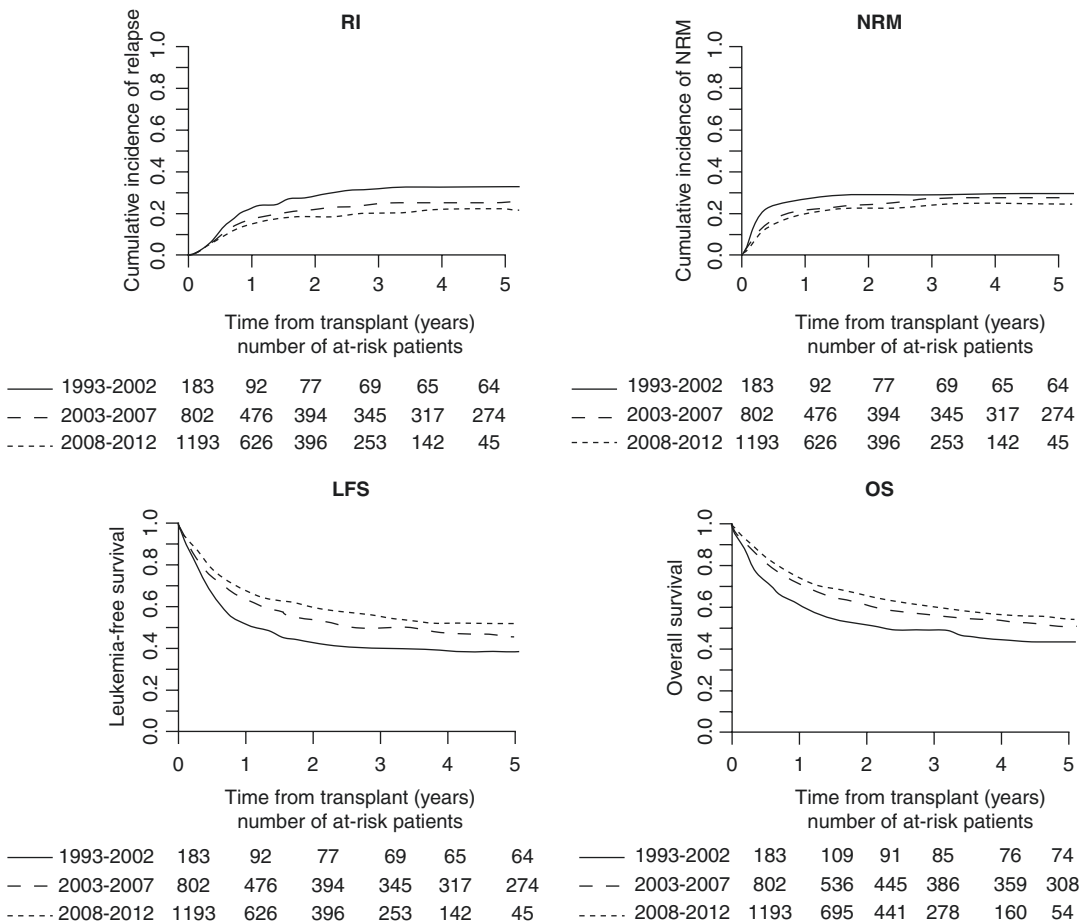 RI
Cumulative incidence of relapse
1.0
0.8
0.6
0.4
0.2
0.0
0 1 2 3 4 5
Time from transplant (years)
number of at-risk patients
1993-2002 183 92 77 69 65 64
2003-2007 802 476 394 345 317 274
2008-2012 1193 626 396 253 142 45
NRM
Cumulative incidence of NRM
1.0
0.8
0.6
0.4
0.2
0.0
0 1 2 3 4 5
Time from transplant (years)
number of at-risk patients
1993-2002 183 92 77 69 65 64
2003-2007 802 476 394 345 317 274
2008-2012 1193 626 396 253 142 45
LFS
Leukemia-free survival
1.0
0.8
0.6
0.4
0.2
0.0
0 1 2 3 4 5
Time from transplant (years)
number of at-risk patients
1993-2002 183 92 77 69 65 64
2003-2007 802 476 394 345 317 274
2008-2012 1193 626 396 253 142 45
OS
Overall survival
1.0
0.8
0.6
0.4
0.2
0.0
0 1 2 3 4 5
Time from transplant (years)
number of at-risk patients
1993-2002 183 109 91 85 76 74
2003-2007 802 536 445 386 359 308
2008-2012 1193 695 441 278 160 54